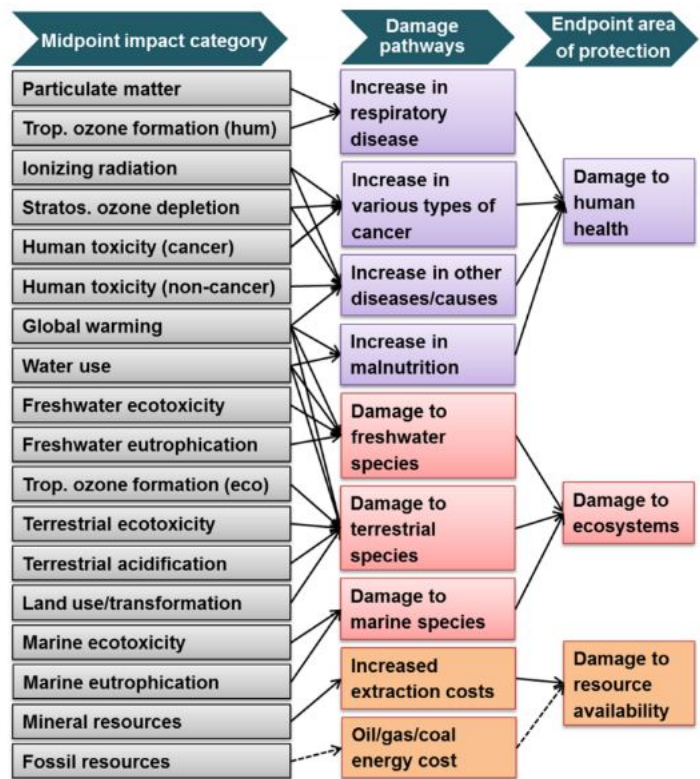 Midpoint impact category
Damage
pathways
Endpoint area
of protection
Particulate matter
Trop. ozone formation (hum)
Ionizing radiation
Stratos. ozone depletion
Human toxicity (cancer)
Human toxicity (non-cancer)
Global warming
Water use
Freshwater ecotoxicity
Freshwater eutrophication
Trop. ozone formation (eco)
Terrestrial ecotoxicity
Terrestrial acidification
Land use/transformation
Marine ecotoxicity
Marine eutrophication
Mineral resources
Fossil resources
Increase in
respiratory
disease
Increase in
various types of
cancer
Increase in other
diseases/causes
Increase in
malnutrition
Damage to
freshwater
species
Damage to
terrestrial
species
Damage to
marine species
Increased
extraction costs
Oil/gas/coal
energy cost
Damage to
human
health
Damage to
ecosystems
Damage to
resource
availability